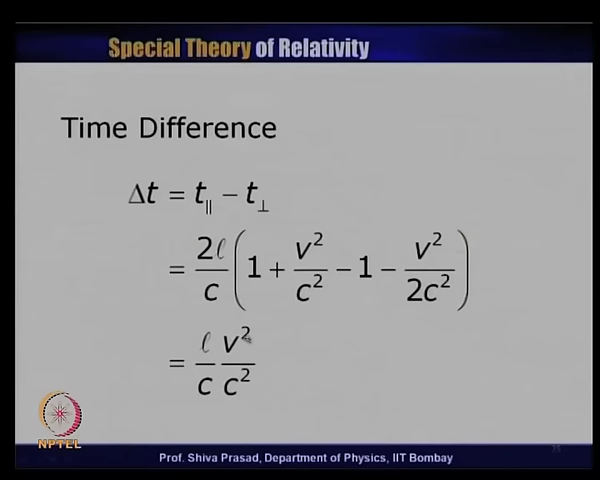 Special Theory of Relativity
Time Difference
Δt = t∥ − t⊥
= 2ℓ/c (1 + v²/c² − 1 − v²/2c²)
= ℓ/c v²/c²
NPTEL
Prof. Shiva Prasad, Department of Physics, IIT Bombay